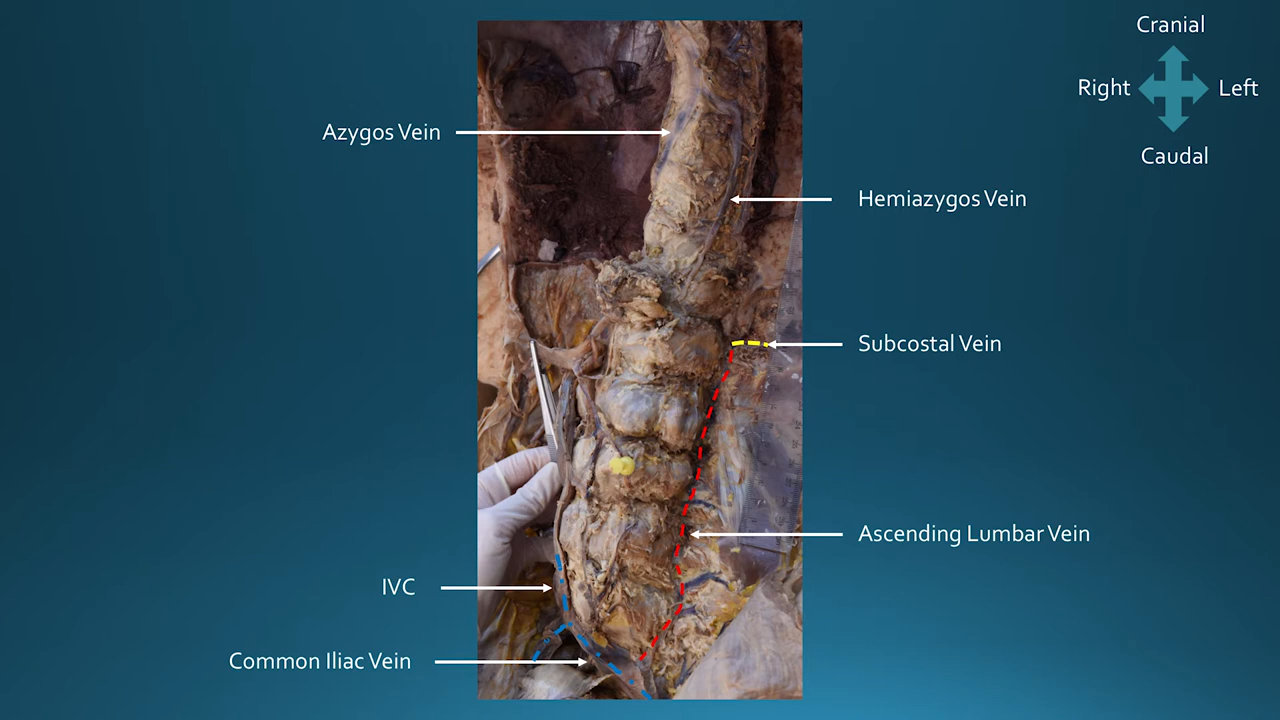 Cranial
Right
Left
Caudal
Azygos Vein
Hemiazygos Vein
Subcostal Vein
Ascending Lumbar Vein
IVC
Common Iliac Vein